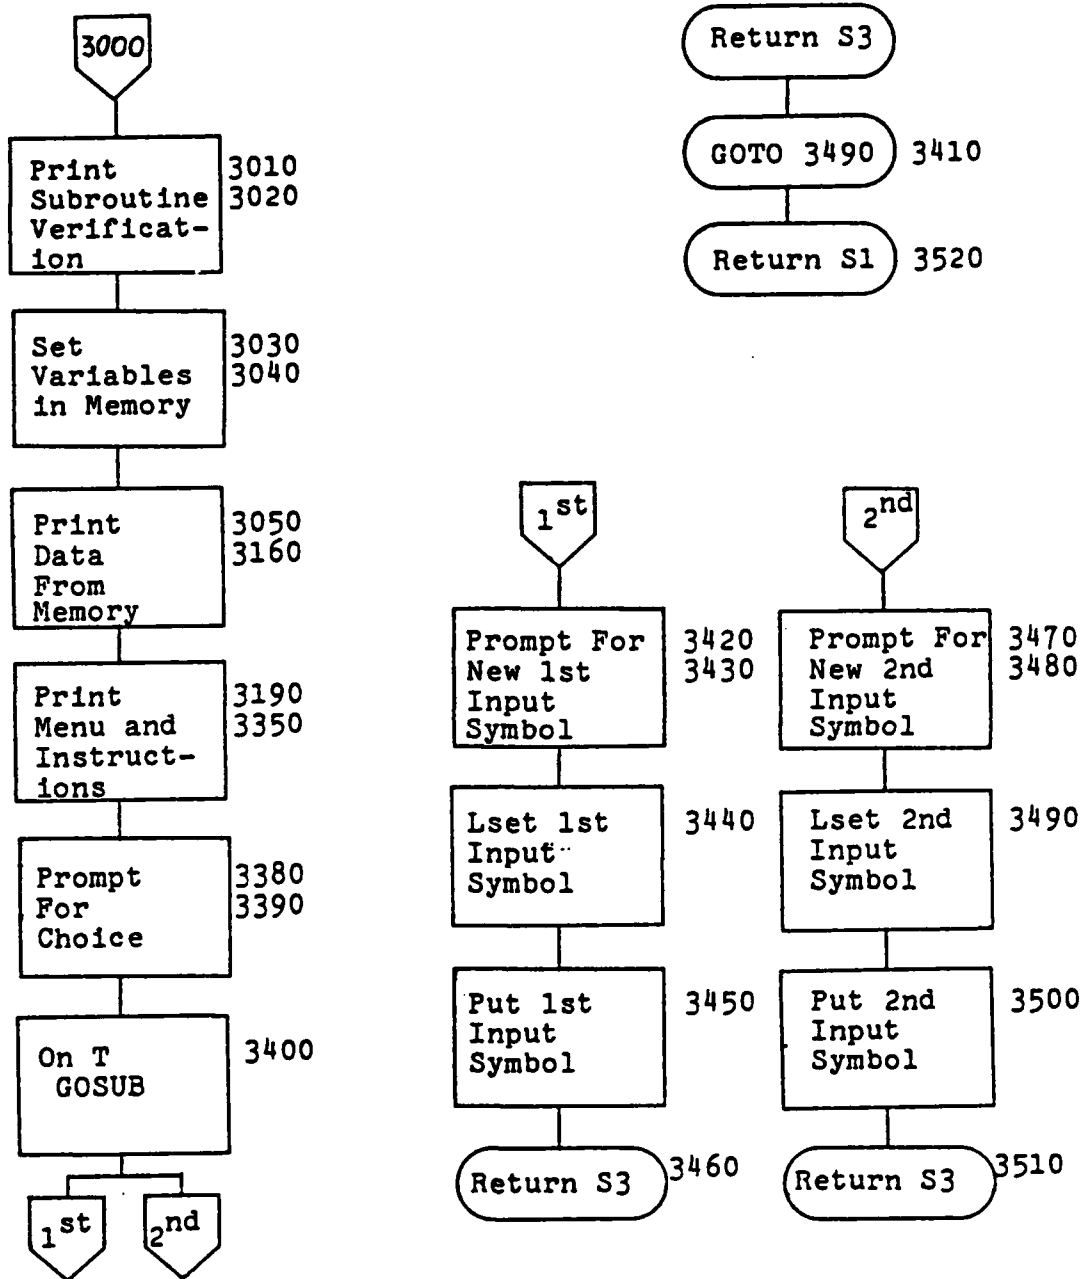 3000
Print 3010
Subroutine 3020
Verificat-
ion
Set 3030
Variables 3040
in Memory
Print 3050
Data 3160
From
Memory
Print 3190
Menu and 3350
Instruct-
ions
Prompt 3380
For 3390
Choice
On T 3400
GOSUB
1st
2nd
Return S3
GOTO 3490 3410
Return S1 3520
1st
Prompt For 3420
New 1st 3430
Input
Symbol
Lset 1st 3440
Input
Symbol
Put 1st 3450
Input
Symbol
Return S3 3460
2nd
Prompt For 3470
New 2nd 3480
Input
Symbol
Lset 2nd 3490
Input
Symbol
Put 2nd 3500
Input
Symbol
Return S3 3510